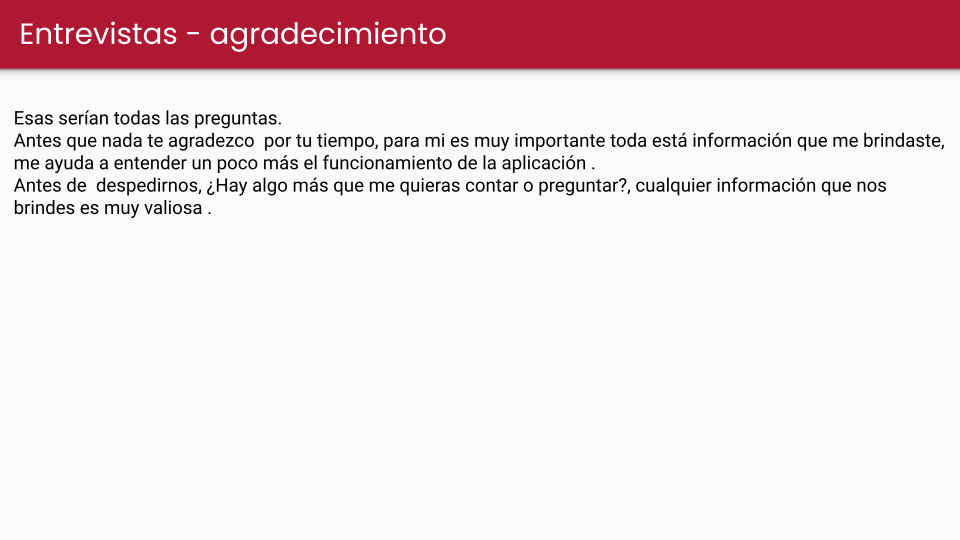 Entrevistas - agradecimiento
Esas serían todas las preguntas.
Antes que nada te agradezco  por tu tiempo, para mi es muy importante toda está información que me brindaste,
me ayuda a entender un poco más el funcionamiento de la aplicación .
Antes de  despedirnos, ¿Hay algo más que me quieras contar o preguntar?, cualquier información que nos
brindes es muy valiosa .